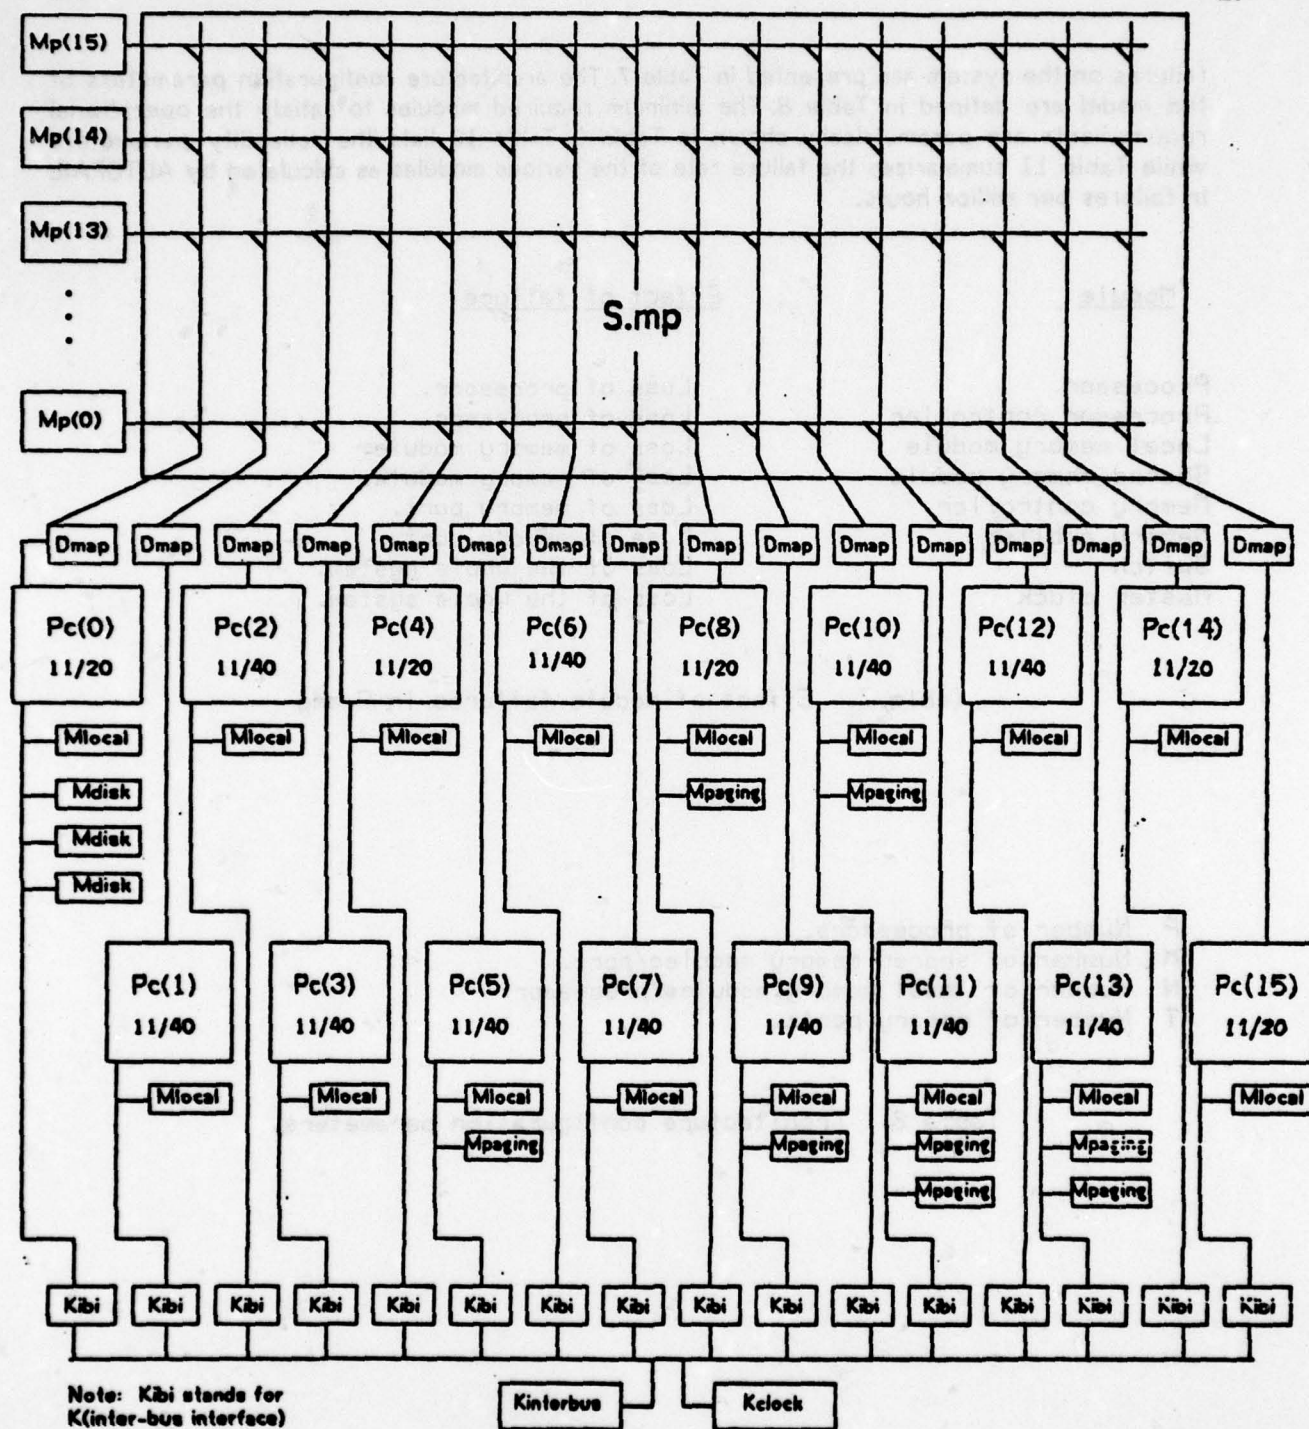 Mp(15)
Mp(14)
Mp(13)
S.mp
Mp(0)
Dmap Dmap Dmap Dmap Dmap Dmap Dmap Dmap Dmap Dmap Dmap Dmap Dmap Dmap Dmap Dmap
Pc(0) Pc(2) Pc(4) Pc(6) Pc(8) Pc(10) Pc(12) Pc(14)
11/20 11/40 11/20 11/40 11/20 11/40 11/40 11/20
Mlocal Mlocal Mlocal Mlocal Mlocal Mlocal Mlocal Mlocal
Mdisk Mpaging Mpaging
Mdisk
Mdisk
Pc(1) Pc(3) Pc(5) Pc(7) Pc(9) Pc(11) Pc(13) Pc(15)
11/40 11/40 11/40 11/40 11/40 11/40 11/40 11/20
Mlocal Mlocal Mlocal Mlocal Mlocal Mlocal Mlocal Mlocal
Mpaging Mpaging Mpaging Mpaging
Mpaging Mpaging
Kibi Kibi Kibi Kibi Kibi Kibi Kibi Kibi Kibi Kibi Kibi Kibi Kibi Kibi Kibi Kibi
Note: Kibi stands for
K(inter-bus interface)
Kinterbus Kclock